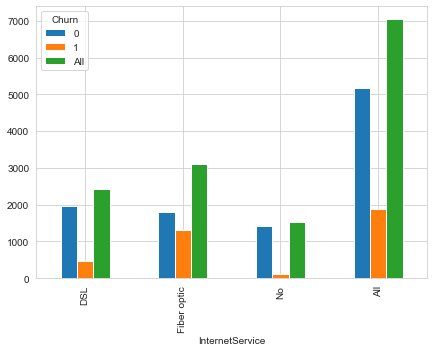 Churn
0
1
All
7000
6000
5000
4000
3000
2000
1000
0
DSL
Fiber optic
No
All
InternetService